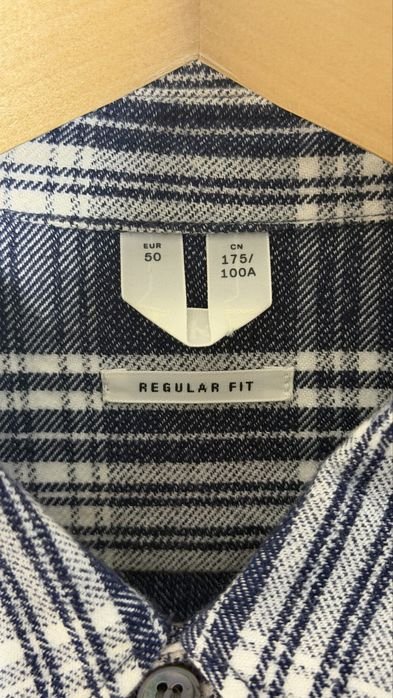 EUR
50
CN
175/
100A
REGULAR FIT